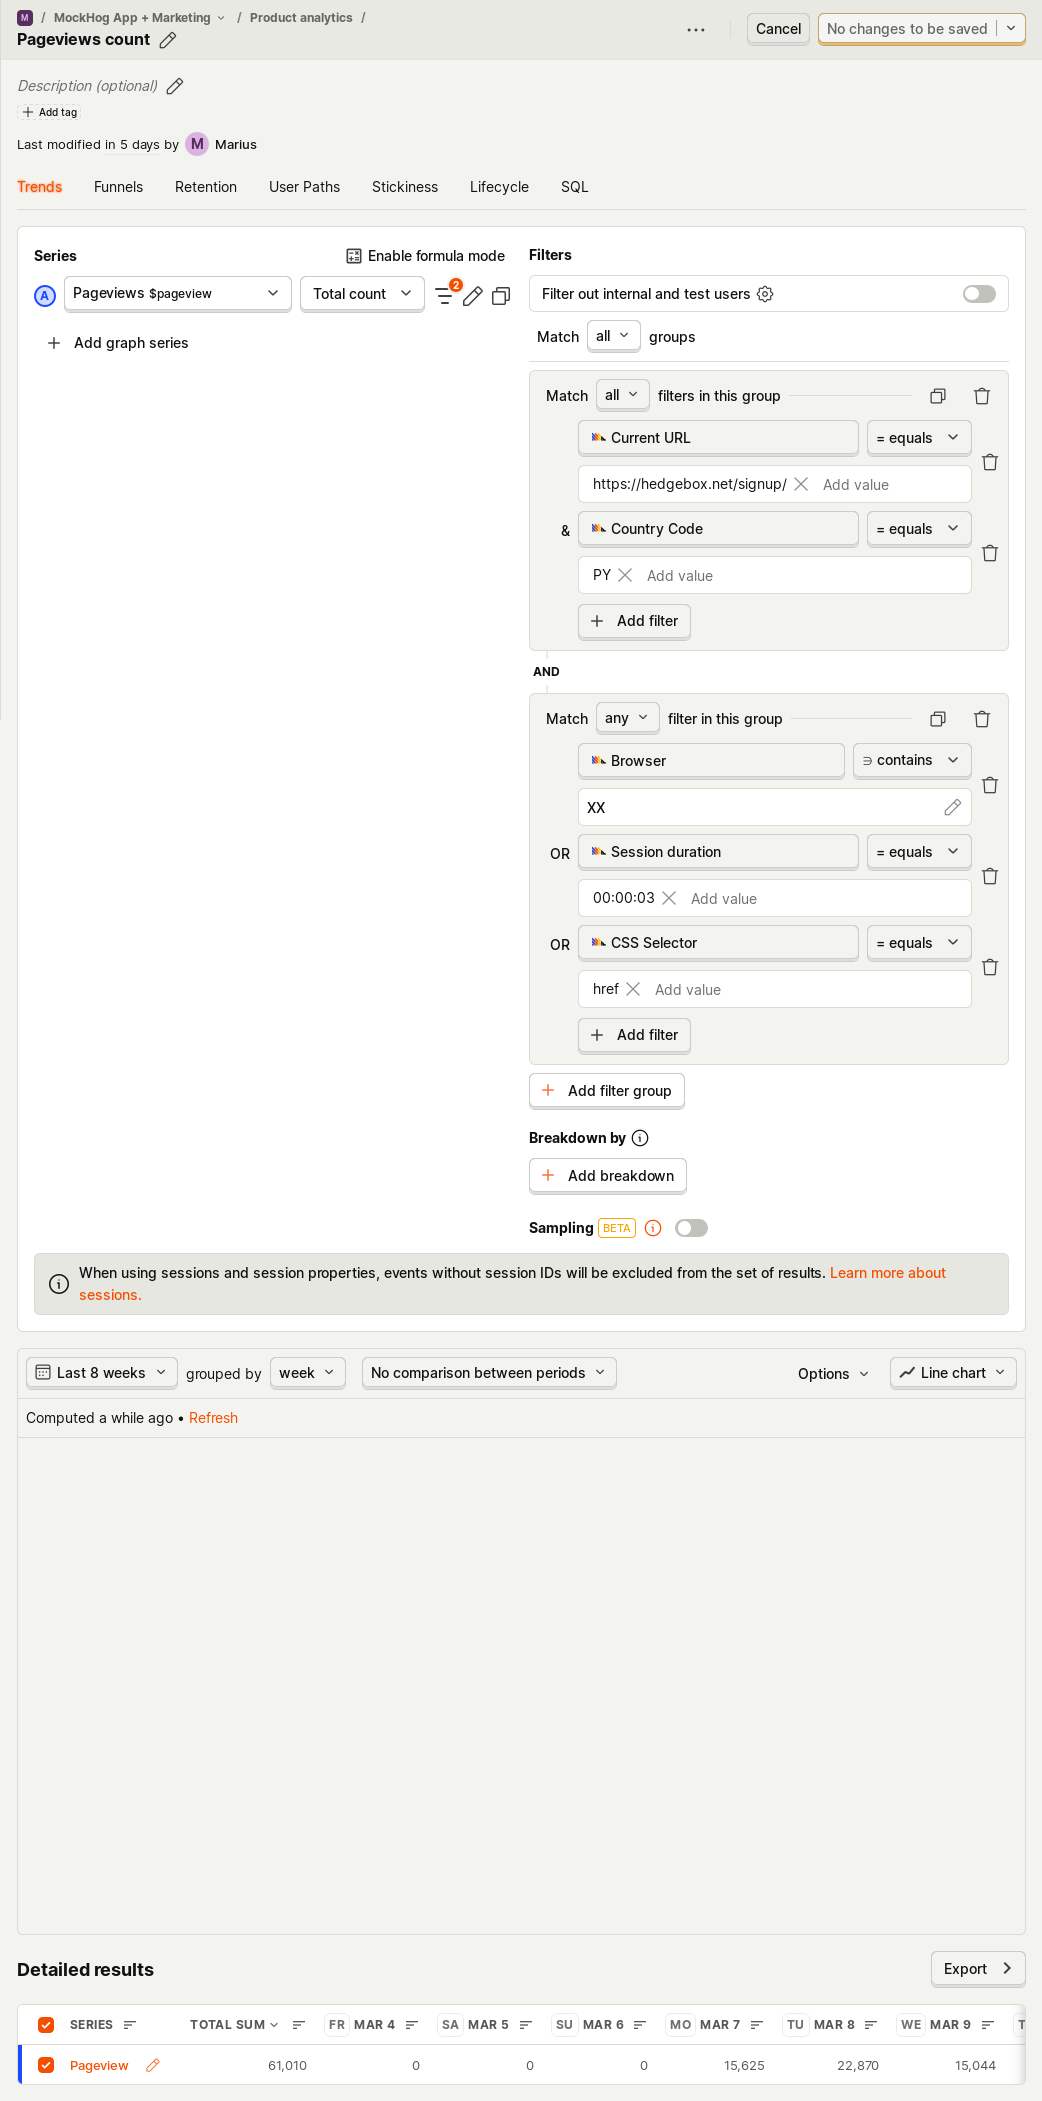 M / MockHog App + Marketing / Product analytics /
Pageviews count
Cancel No changes to be saved
Description (optional)
Add tag
Last modified in 5 days by M Marius
Trends Funnels Retention User Paths Stickiness Lifecycle SQL
Series Enable formula mode
A Pageviews $pageview Total count 2
Add graph series
Filters
Filter out internal and test users
Match all groups
Match all filters in this group
Current URL = equals
https://hedgebox.net/signup/ Add value
& Country Code = equals
PY Add value
Add filter
AND
Match any filter in this group
Browser ∋ contains
XX
OR Session duration = equals
00:00:03 Add value
OR CSS Selector = equals
href Add value
Add filter
Add filter group
Breakdown by
Add breakdown
Sampling BETA
When using sessions and session properties, events without session IDs will be excluded from the set of results. Learn more about
sessions.
Last 8 weeks grouped by week No comparison between periods Options Line chart
Computed a while ago • Refresh
Detailed results Export
SERIES TOTAL SUM FR MAR 4 SA MAR 5 SU MAR 6 MO MAR 7 TU MAR 8 WE MAR 9 T
Pageview 61,010 0 0 0 15,625 22,870 15,044